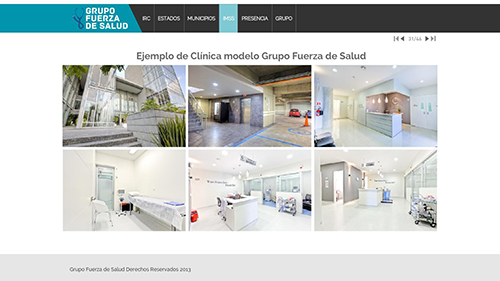 GRUPO
FUERZA
DE SALUD
IRC
ESTADOS
MUNICIPIOS
IMSS
PRESENCIA
GRUPO
31/46
Ejemplo de Clínica modelo Grupo Fuerza de Salud
Grupo Fuerza de Salud Derechos Reservados 2013